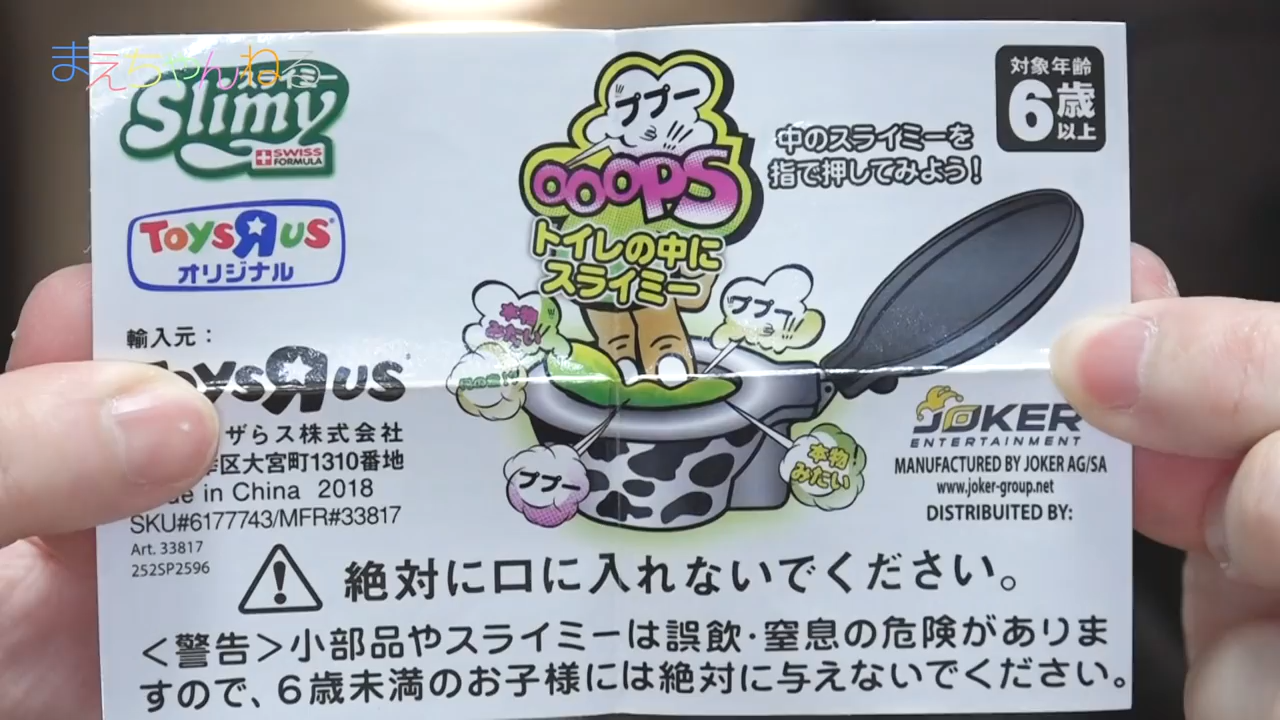 まえちゃんねる
スライミー
Slimy
SWISS
FORMULA
TOYSЯUS
オリジナル
輸入元：
TOYSЯUS
ザらス株式会社
区大宮町1310番地
in China 2018
SKU#6177743/MFR#33817
Art. 33817
252SP2596
ププー
OOOPS
トイレの中に
スライミー
本物
みたい
ププー
ププー
本物
みたい
中のスライミーを
指で押してみよう！
対象年齢
6歳
以上
JOKER
ENTERTAINMENT
MANUFACTURED BY JOKER AG/SA
www.joker-group.net
DISTRIBUITED BY:
絶対に口に入れないでください。
＜警告＞小部品やスライミーは誤飲・窒息の危険がありま
すので、６歳未満のお子様には絶対に与えないでください。